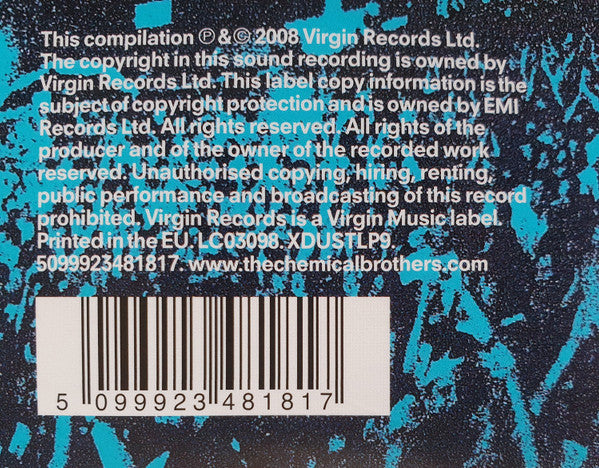 This compilation ℗ & © 2008 Virgin Records Ltd.
The copyright in this sound recording is owned by
Virgin Records Ltd. This label copy information is the
subject of copyright protection and is owned by EMI
Records Ltd. All rights reserved. All rights of the
producer and of the owner of the recorded work
reserved. Unauthorised copying, hiring, renting,
public performance and broadcasting of this record
prohibited. Virgin Records is a Virgin Music label.
Printed in the EU. LC03098. XDUSTLP9.
5099923481817. www.thechemicalbrothers.com
5 099923 481817